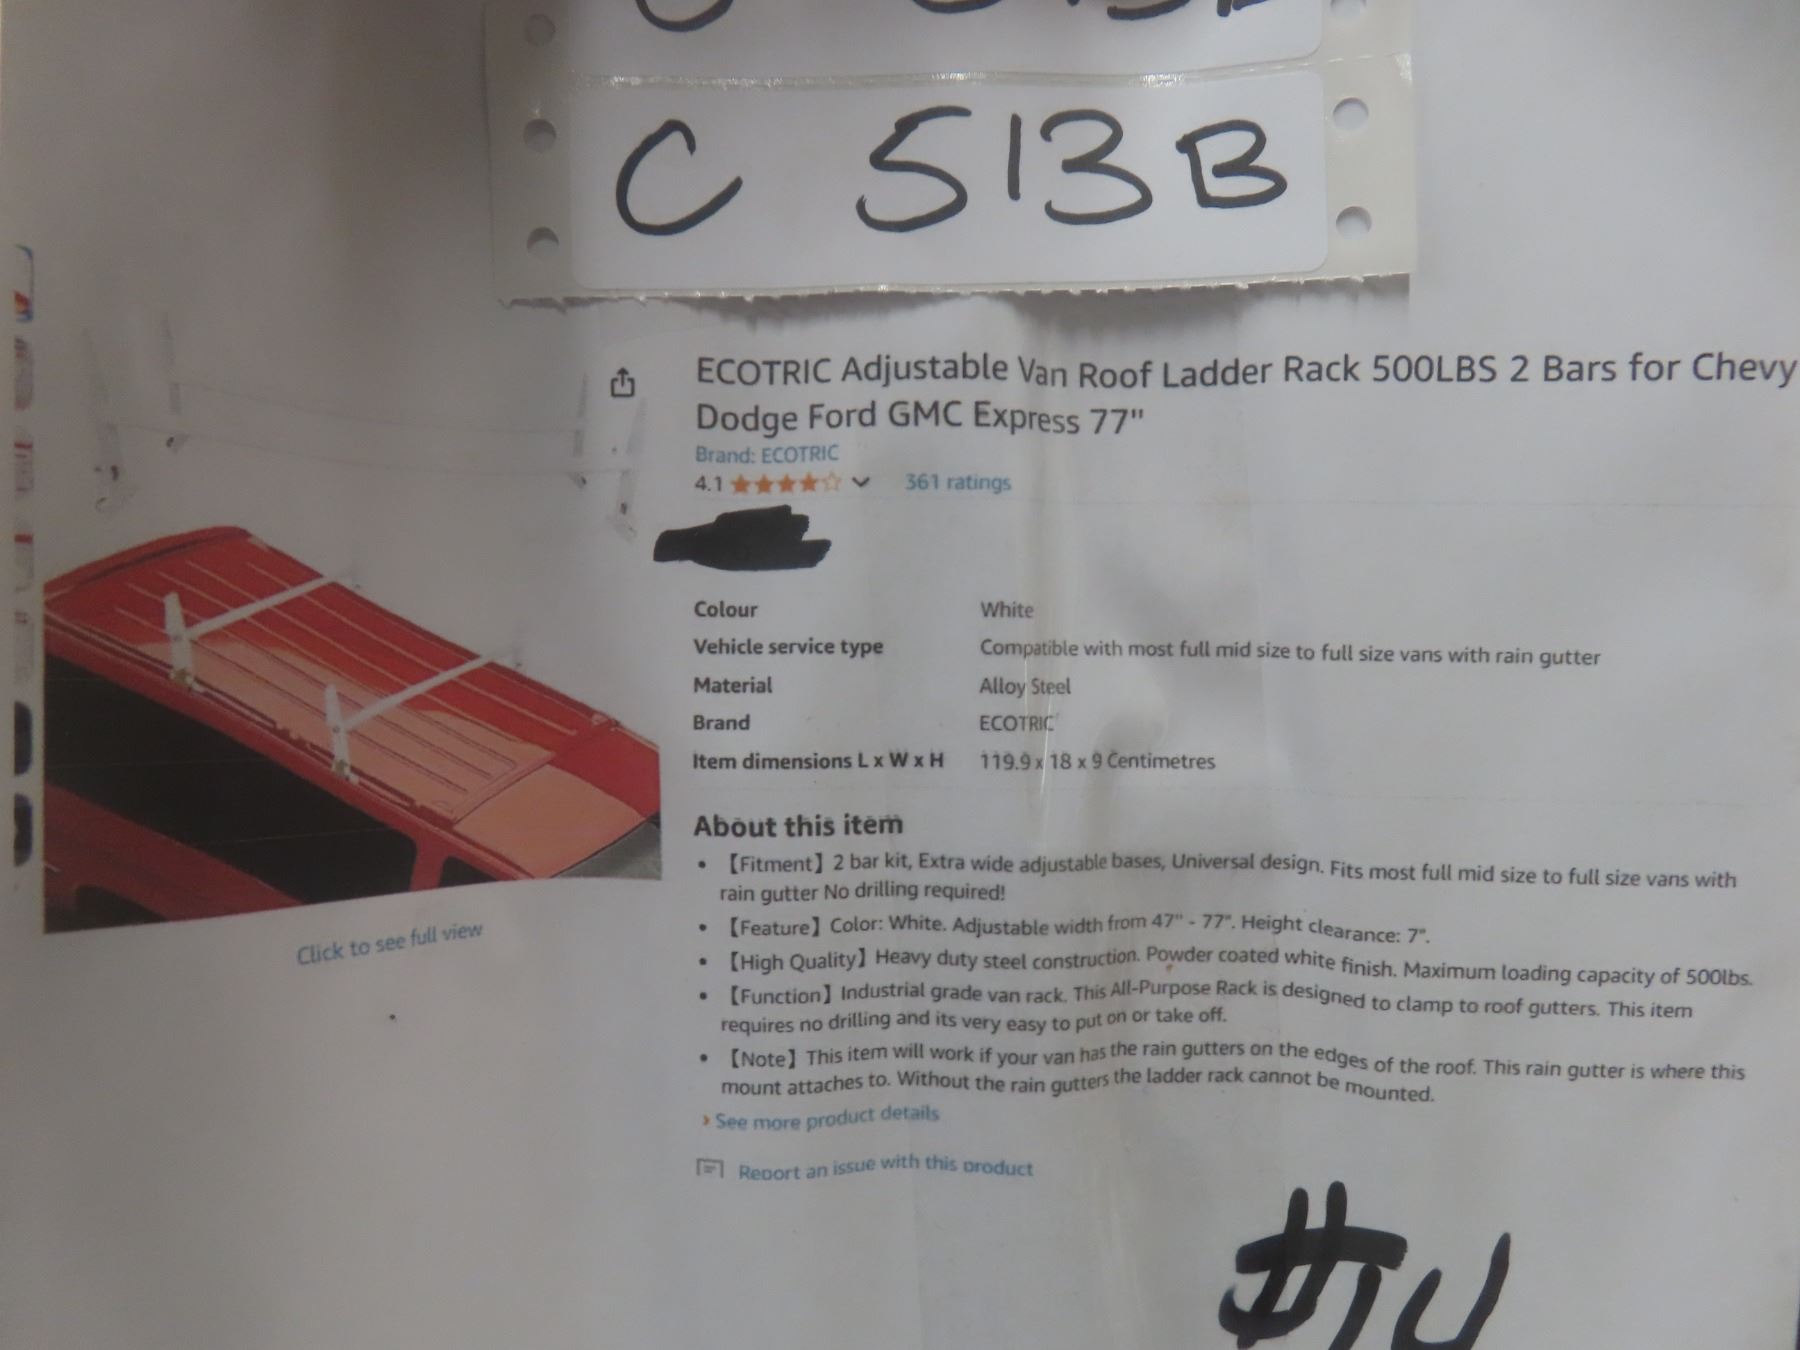 C 513B
ECOTRIC Adjustable Van Roof Ladder Rack 500LBS 2 Bars for Chevy
Dodge Ford GMC Express 77"
Brand: ECOTRIC
4.1 361 ratings
Colour White
Vehicle service type Compatible with most full mid size to full size vans with rain gutter
Material Alloy Steel
Brand ECOTRIC
Item dimensions L x W x H 119.9 x 18 x 9 Centimetres
About this item
• 【Fitment】2 bar kit, Extra wide adjustable bases, Universal design. Fits most full mid size to full size vans with
rain gutter No drilling required!
• 【Feature】Color: White. Adjustable width from 47" - 77". Height clearance: 7".
• 【High Quality】Heavy duty steel construction. Powder coated white finish. Maximum loading capacity of 500lbs.
• 【Function】Industrial grade van rack. This All-Purpose Rack is designed to clamp to roof gutters. This item
requires no drilling and its very easy to put on or take off.
• 【Note】This item will work if your van has the rain gutters on the edges of the roof. This rain gutter is where this
mount attaches to. Without the rain gutters the ladder rack cannot be mounted.
› See more product details
Report an issue with this product
Click to see full view